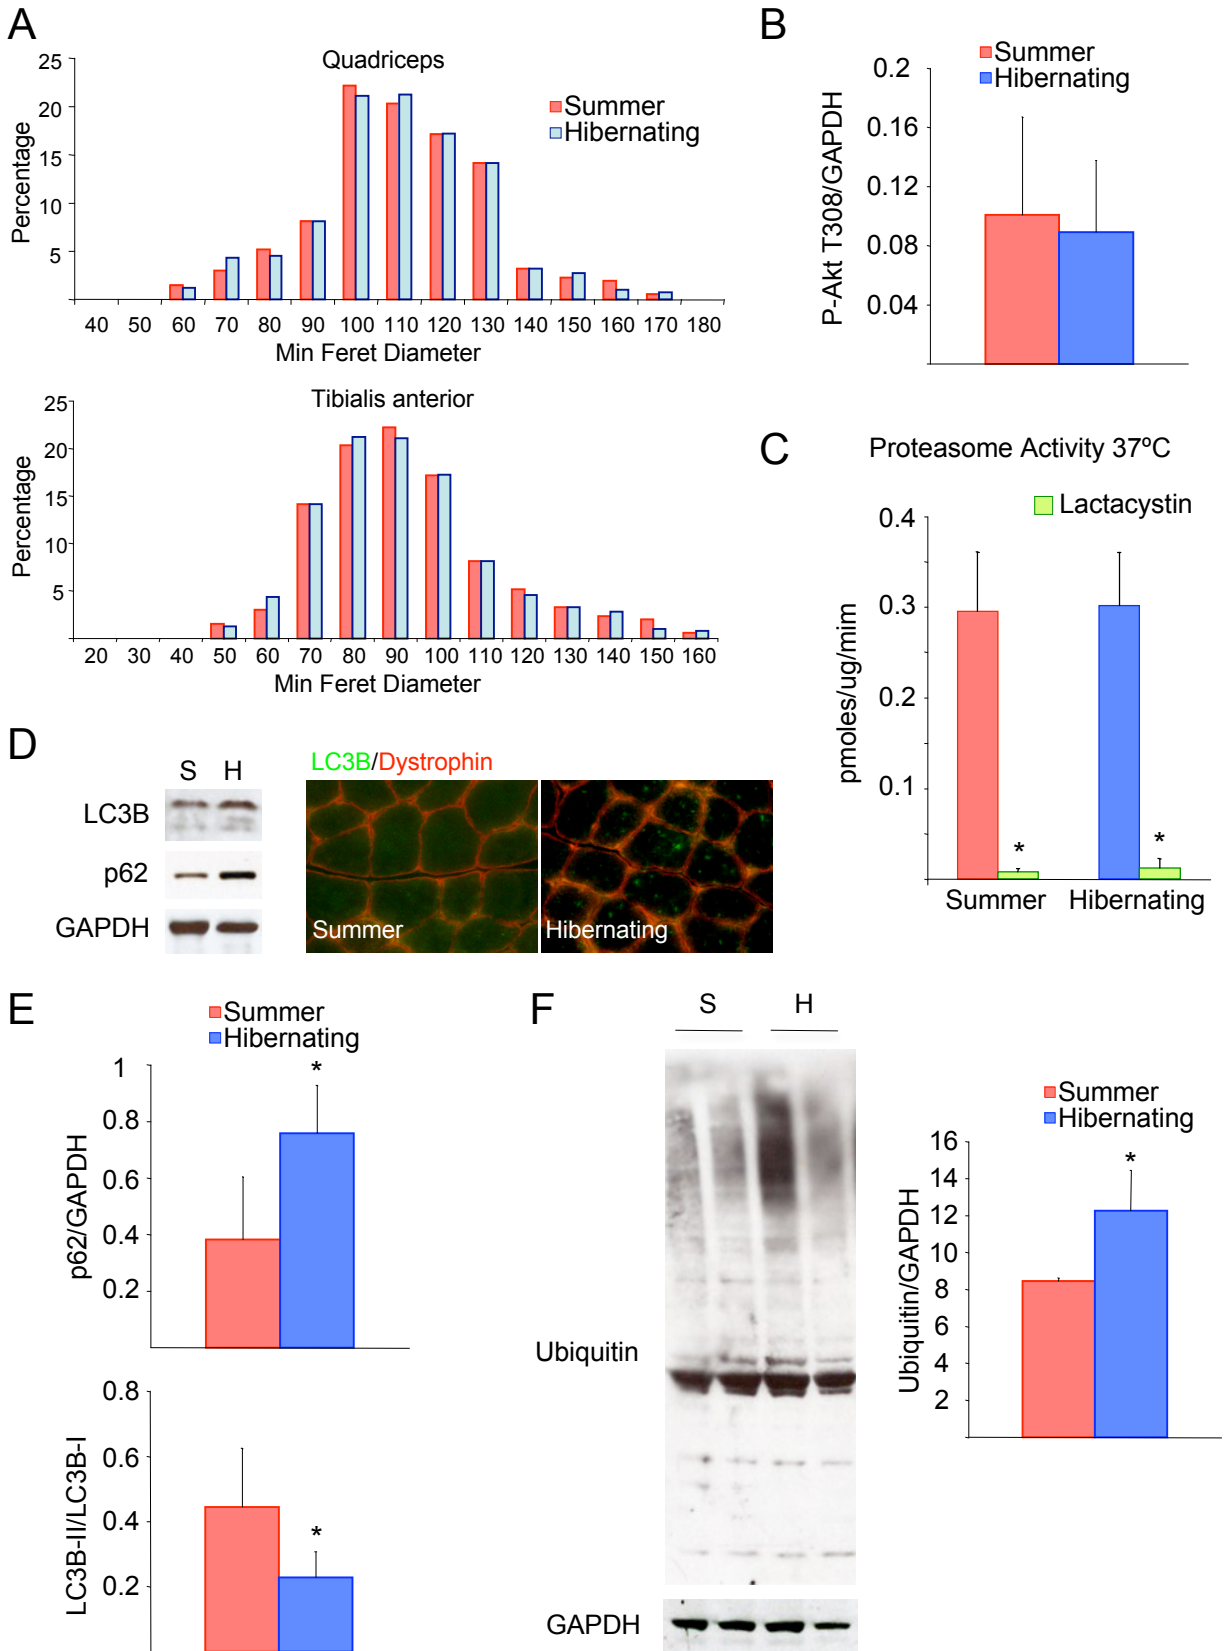 A
Quadriceps
Summer
Hibernating
Percentage
25
20
15
10
5
40 50 60 70 80 90 100 110 120 130 140 150 160 170 180
Min Feret Diameter
Tibialis anterior
Percentage
25
20
15
10
5
20 30 40 50 60 70 80 90 100 110 120 130 140 150 160
Min Feret Diameter
B
Summer
Hibernating
P-Akt T308/GAPDH
0.2
0.16
0.12
0.08
0.04
C
Proteasome Activity 37ºC
Lactacystin
pmoles/ug/mim
0.4
0.3
0.2
0.1
*
*
Summer Hibernating
D
S H
LC3B
p62
GAPDH
LC3B/Dystrophin
Summer
Hibernating
E
Summer
Hibernating
p62/GAPDH
1
0.8
0.6
0.4
0.2
*
LC3B-II/LC3B-I
0.8
0.6
0.4
0.2
*
F
S H
Ubiquitin
GAPDH
Summer
Hibernating
Ubiquitin/GAPDH
16
14
12
10
8
6
4
2
*